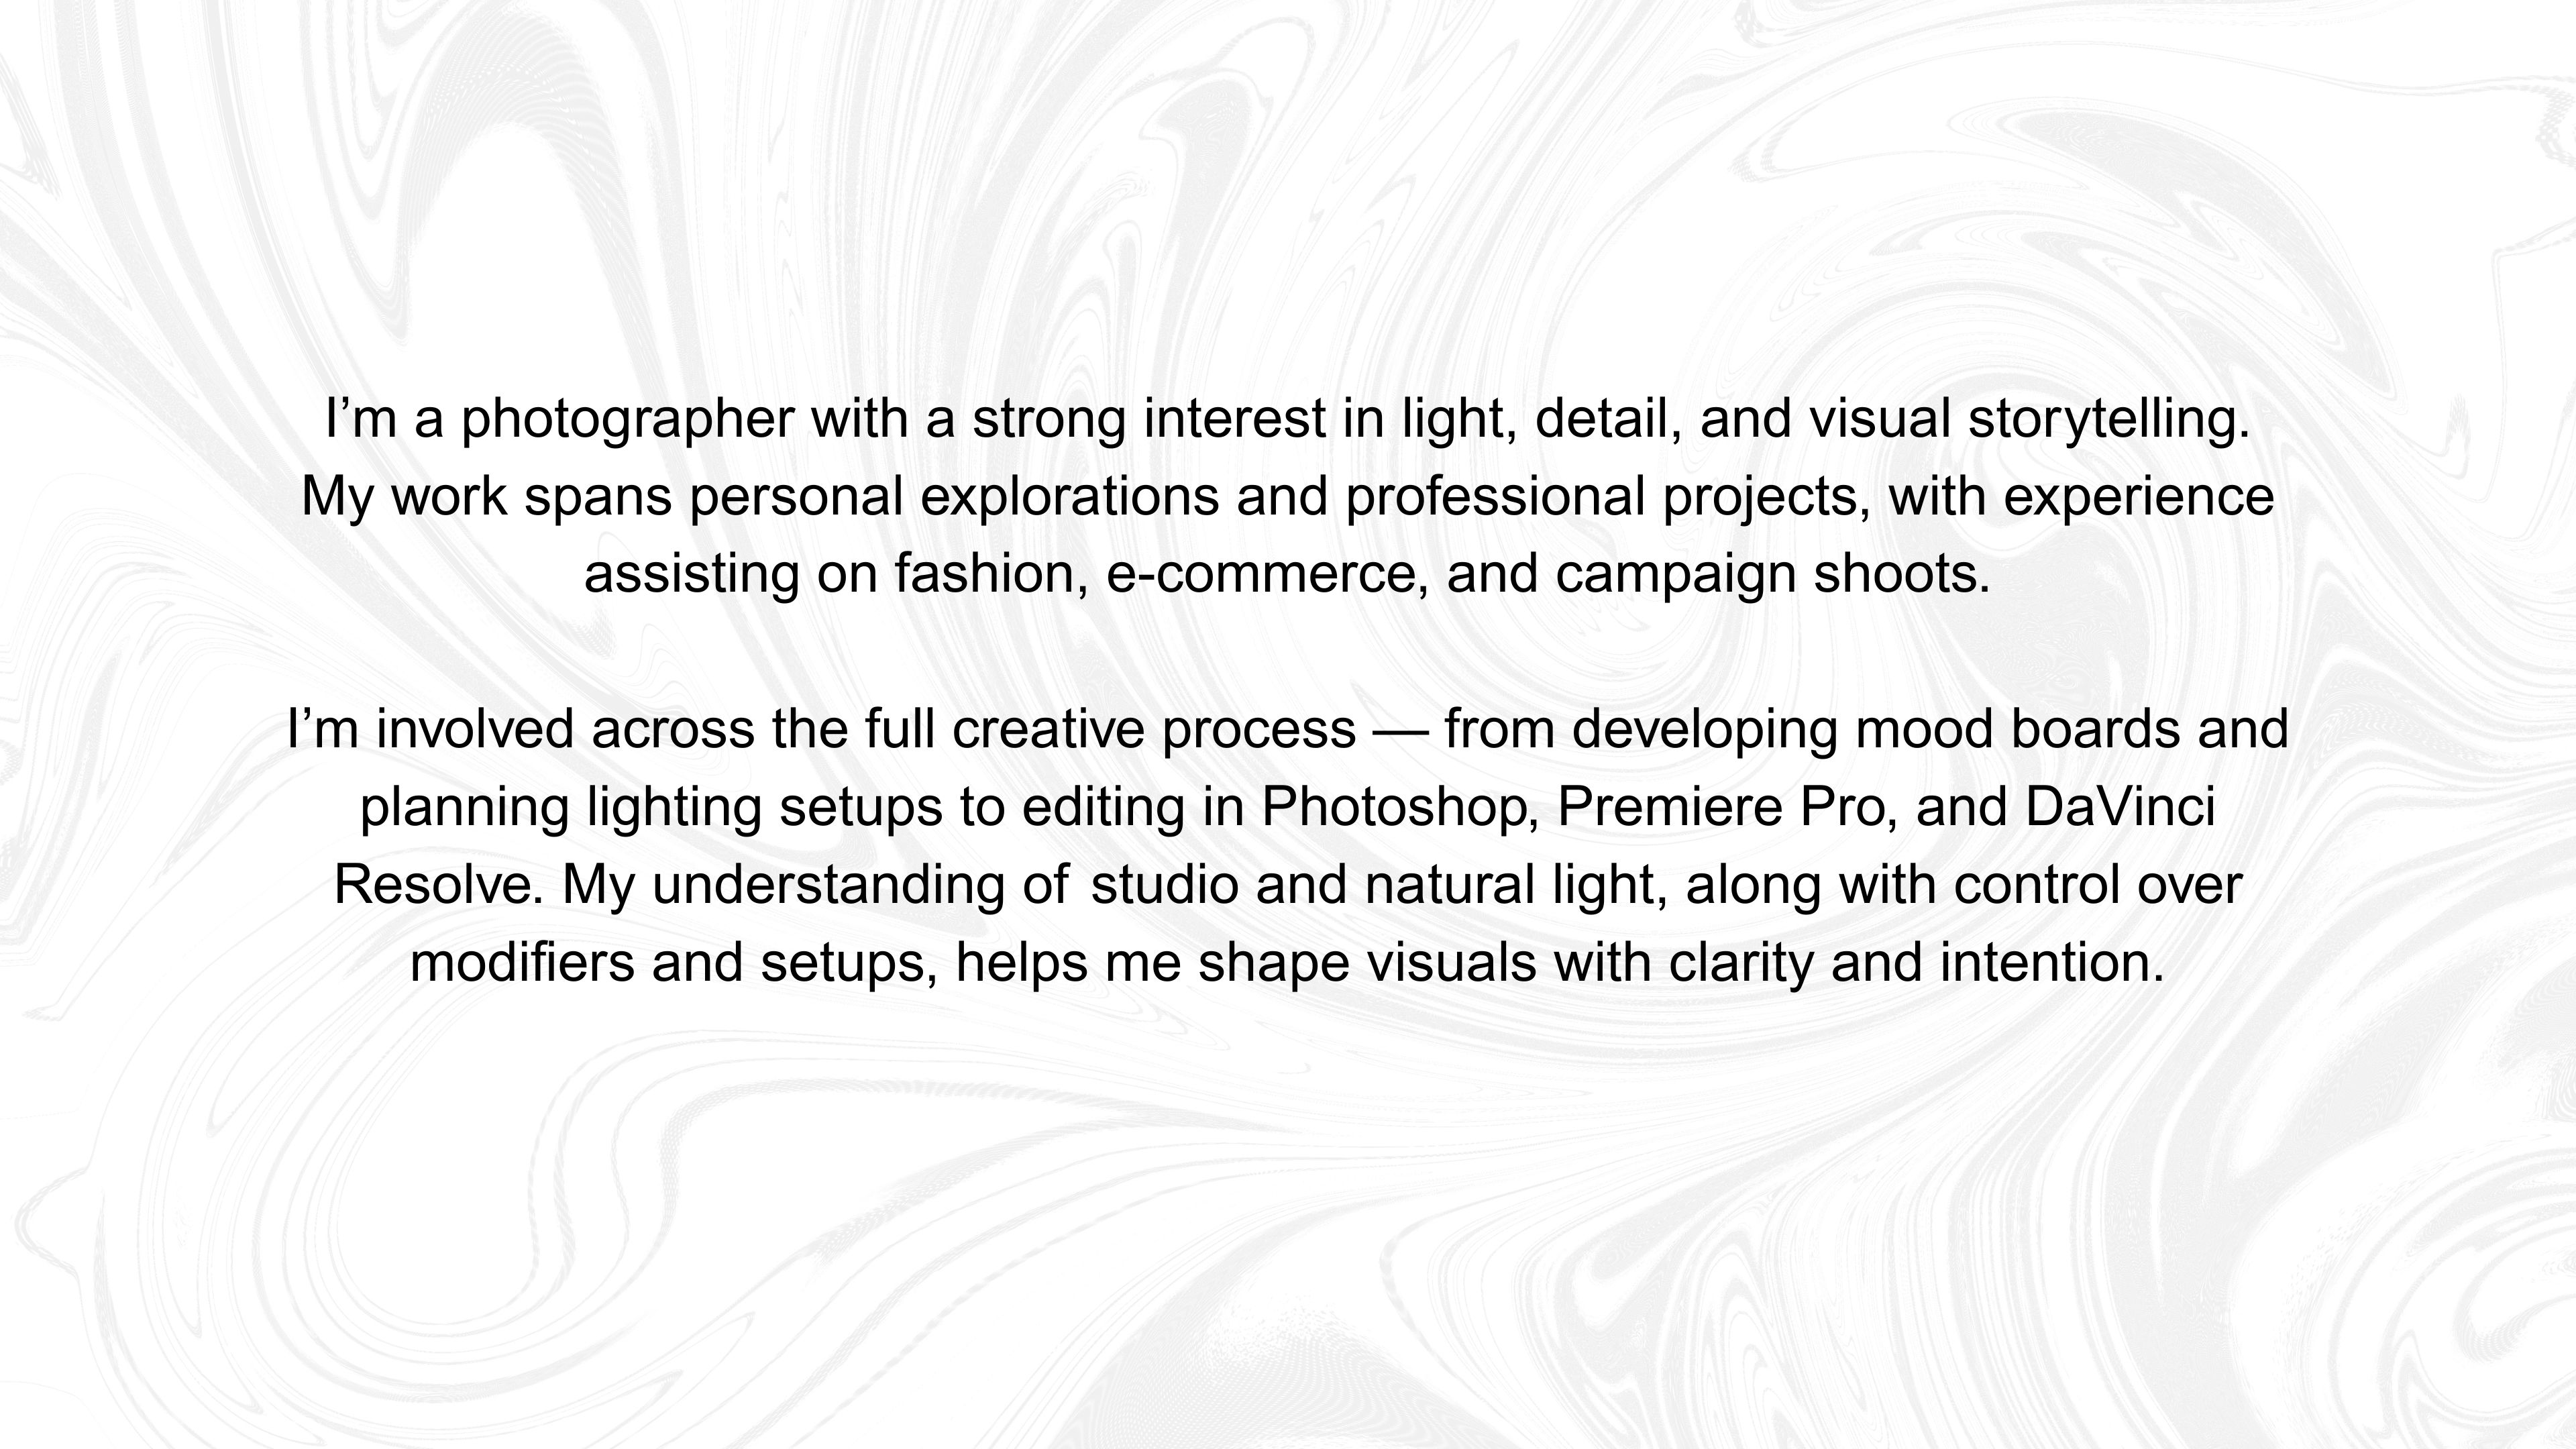 I’m a photographer with a strong interest in light, detail, and visual storytelling.
My work spans personal explorations and professional projects, with experience
assisting on fashion, e-commerce, and campaign shoots.
I’m involved across the full creative process — from developing mood boards and
planning lighting setups to editing in Photoshop, Premiere Pro, and DaVinci
Resolve. My understanding of studio and natural light, along with control over
modifiers and setups, helps me shape visuals with clarity and intention.